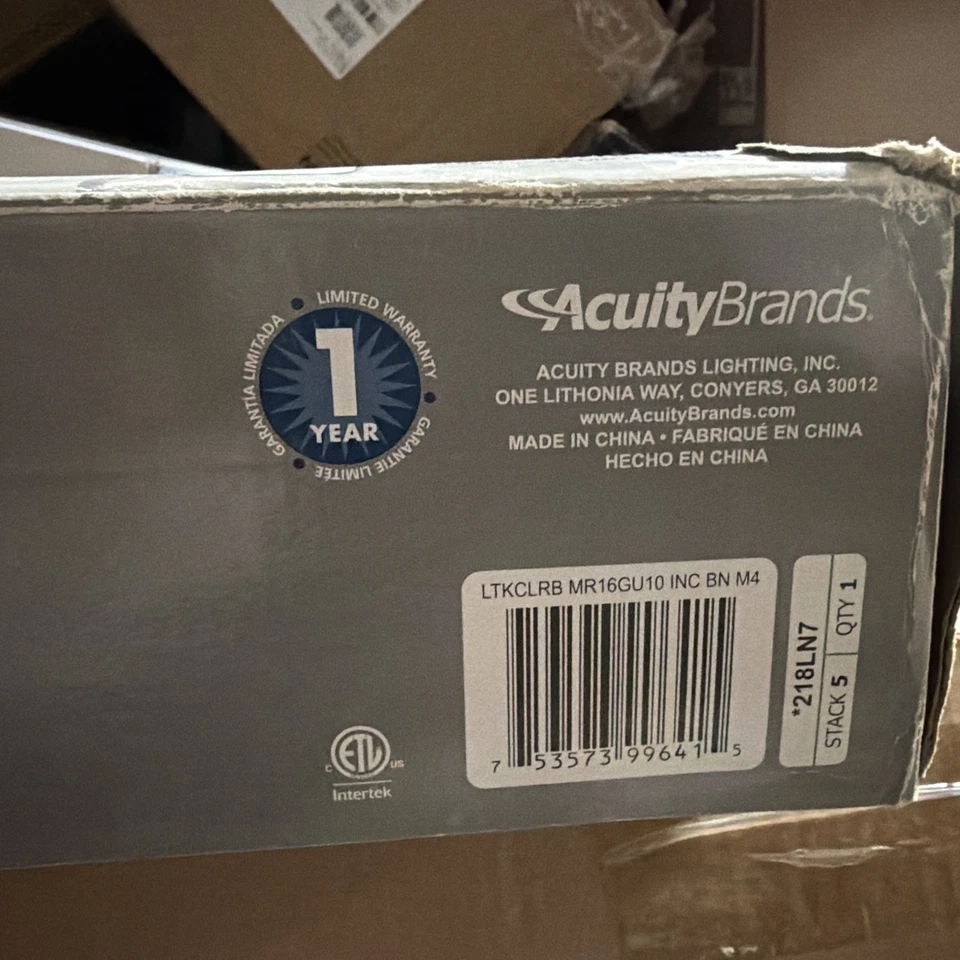 LIMITED WARRANTY
GARANTÍA LIMITADA
GARANTIE LIMITÉE
1
YEAR
AcuityBrands.
ACUITY BRANDS LIGHTING, INC.
ONE LITHONIA WAY, CONYERS, GA 30012
www.AcuityBrands.com
MADE IN CHINA • FABRIQUÉ EN CHINA
HECHO EN CHINA
LTKCLRB MR16GU10 INC BN M4
7 53573 99641 5
*218LN7
STACK 5 | QTY 1
ETL
C US
Intertek